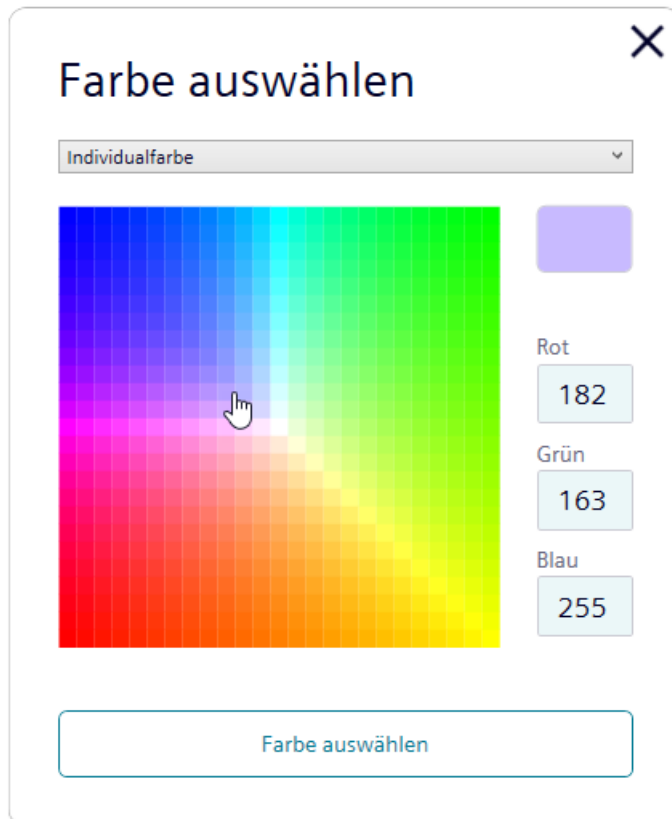 Farbe auswählen
Individualfarbe
Rot
182
Grün
163
Blau
255
Farbe auswählen